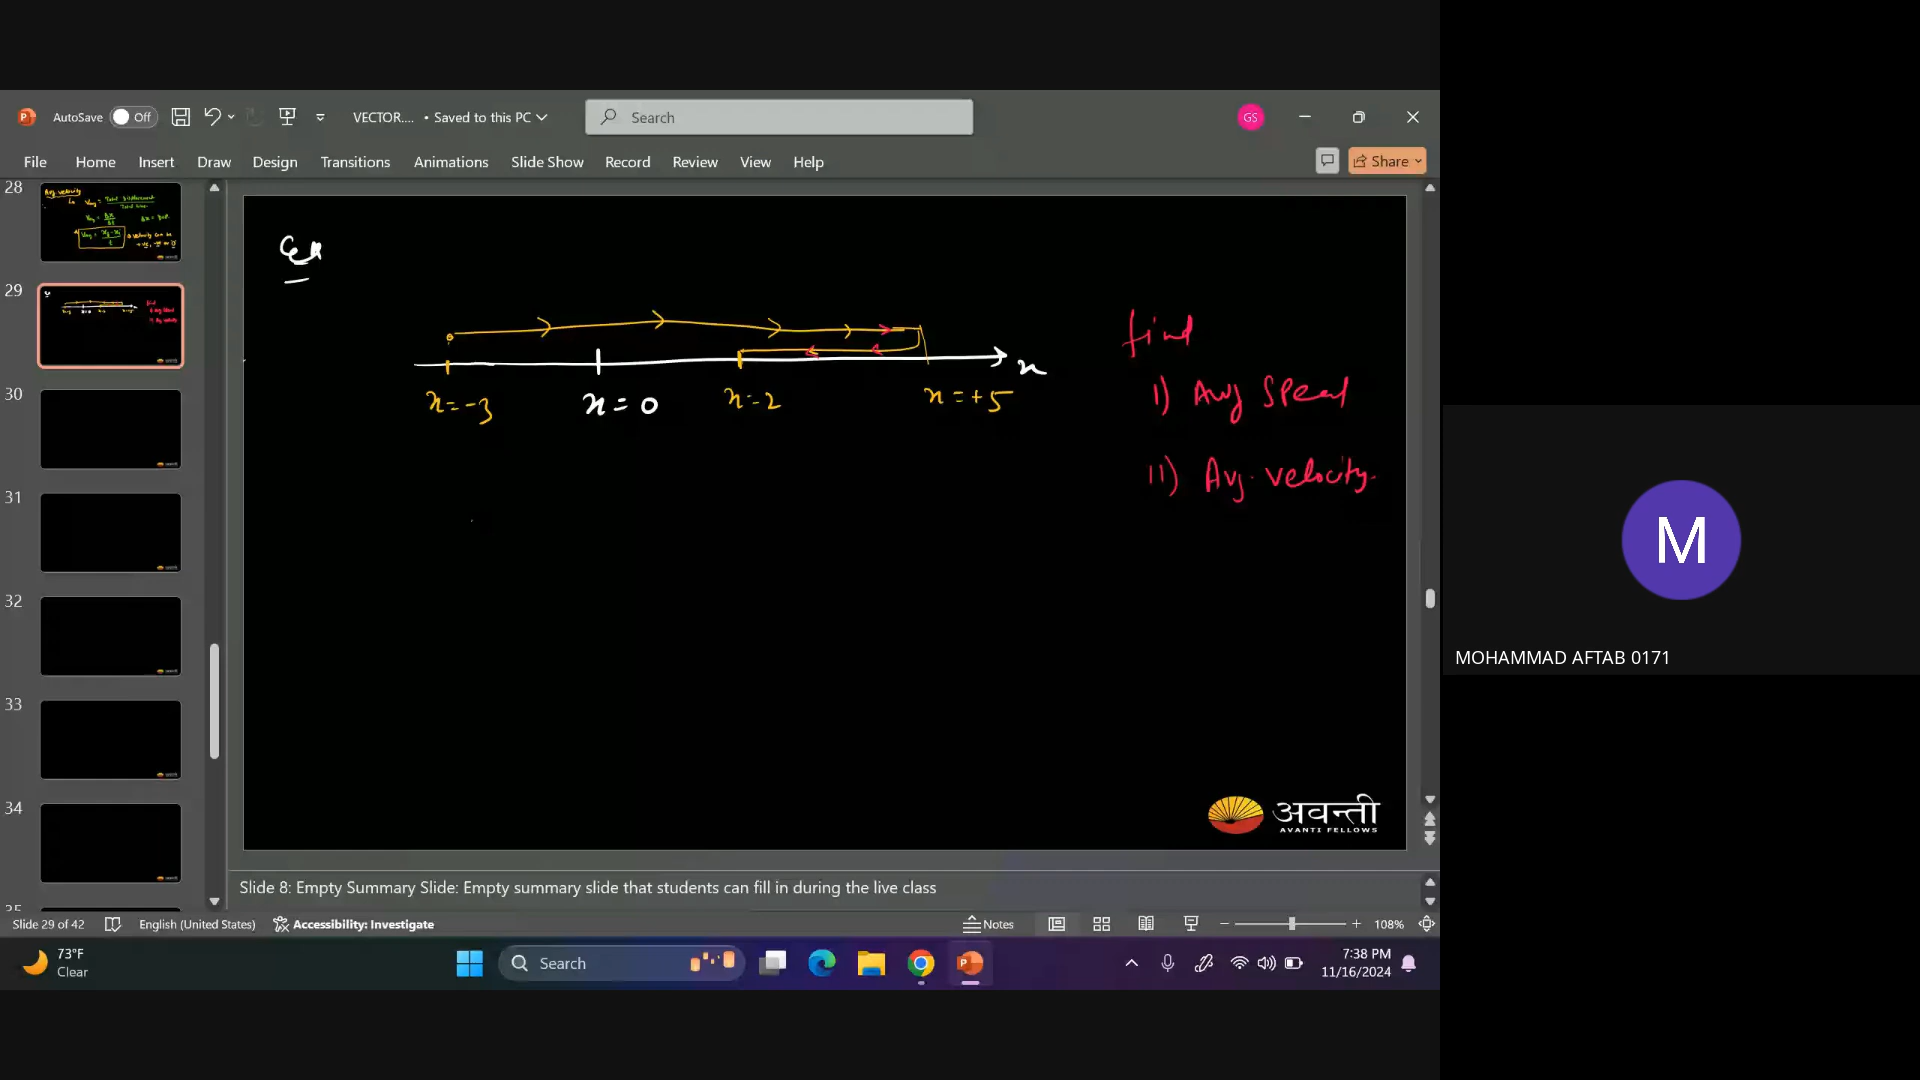 AutoSave Off VECTOR.... • Saved to this PC Search GS
File Home Insert Draw Design Transitions Animations Slide Show Record Review View Help Share
28
29
30
31
32
33
34
35
Ex
x
x=-3
x = 0
x=2
x = +5
find
i) Avg Speed
ii) Avg. velocity.
अवन्ती
AVANTI FELLOWS
M
MOHAMMAD AFTAB 0171
Slide 8: Empty Summary Slide: Empty summary slide that students can fill in during the live class
Slide 29 of 42 English (United States) Accessibility: Investigate Notes 108%
73°F
Clear
Search
7:38 PM
11/16/2024